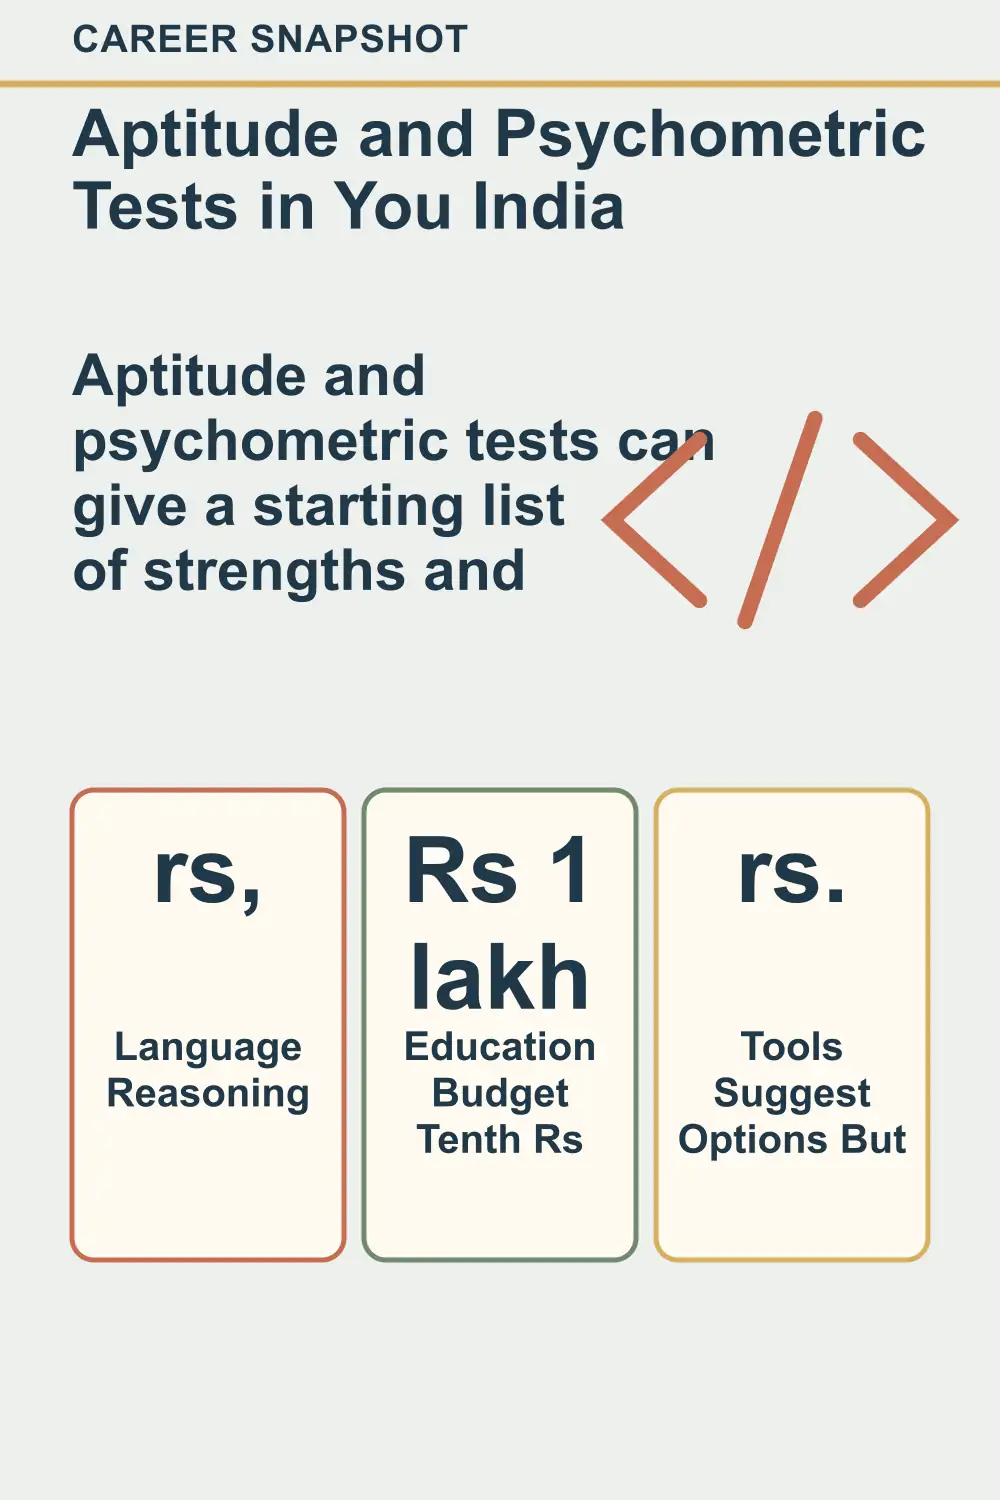 CAREER SNAPSHOT
Aptitude and Psychometric
Tests in You India
Aptitude and
psychometric tests can
give a starting list
of strengths and
rs,
Language
Reasoning
Rs 1
lakh
Education
Budget
Tenth Rs
rs.
Tools
Suggest
Options But